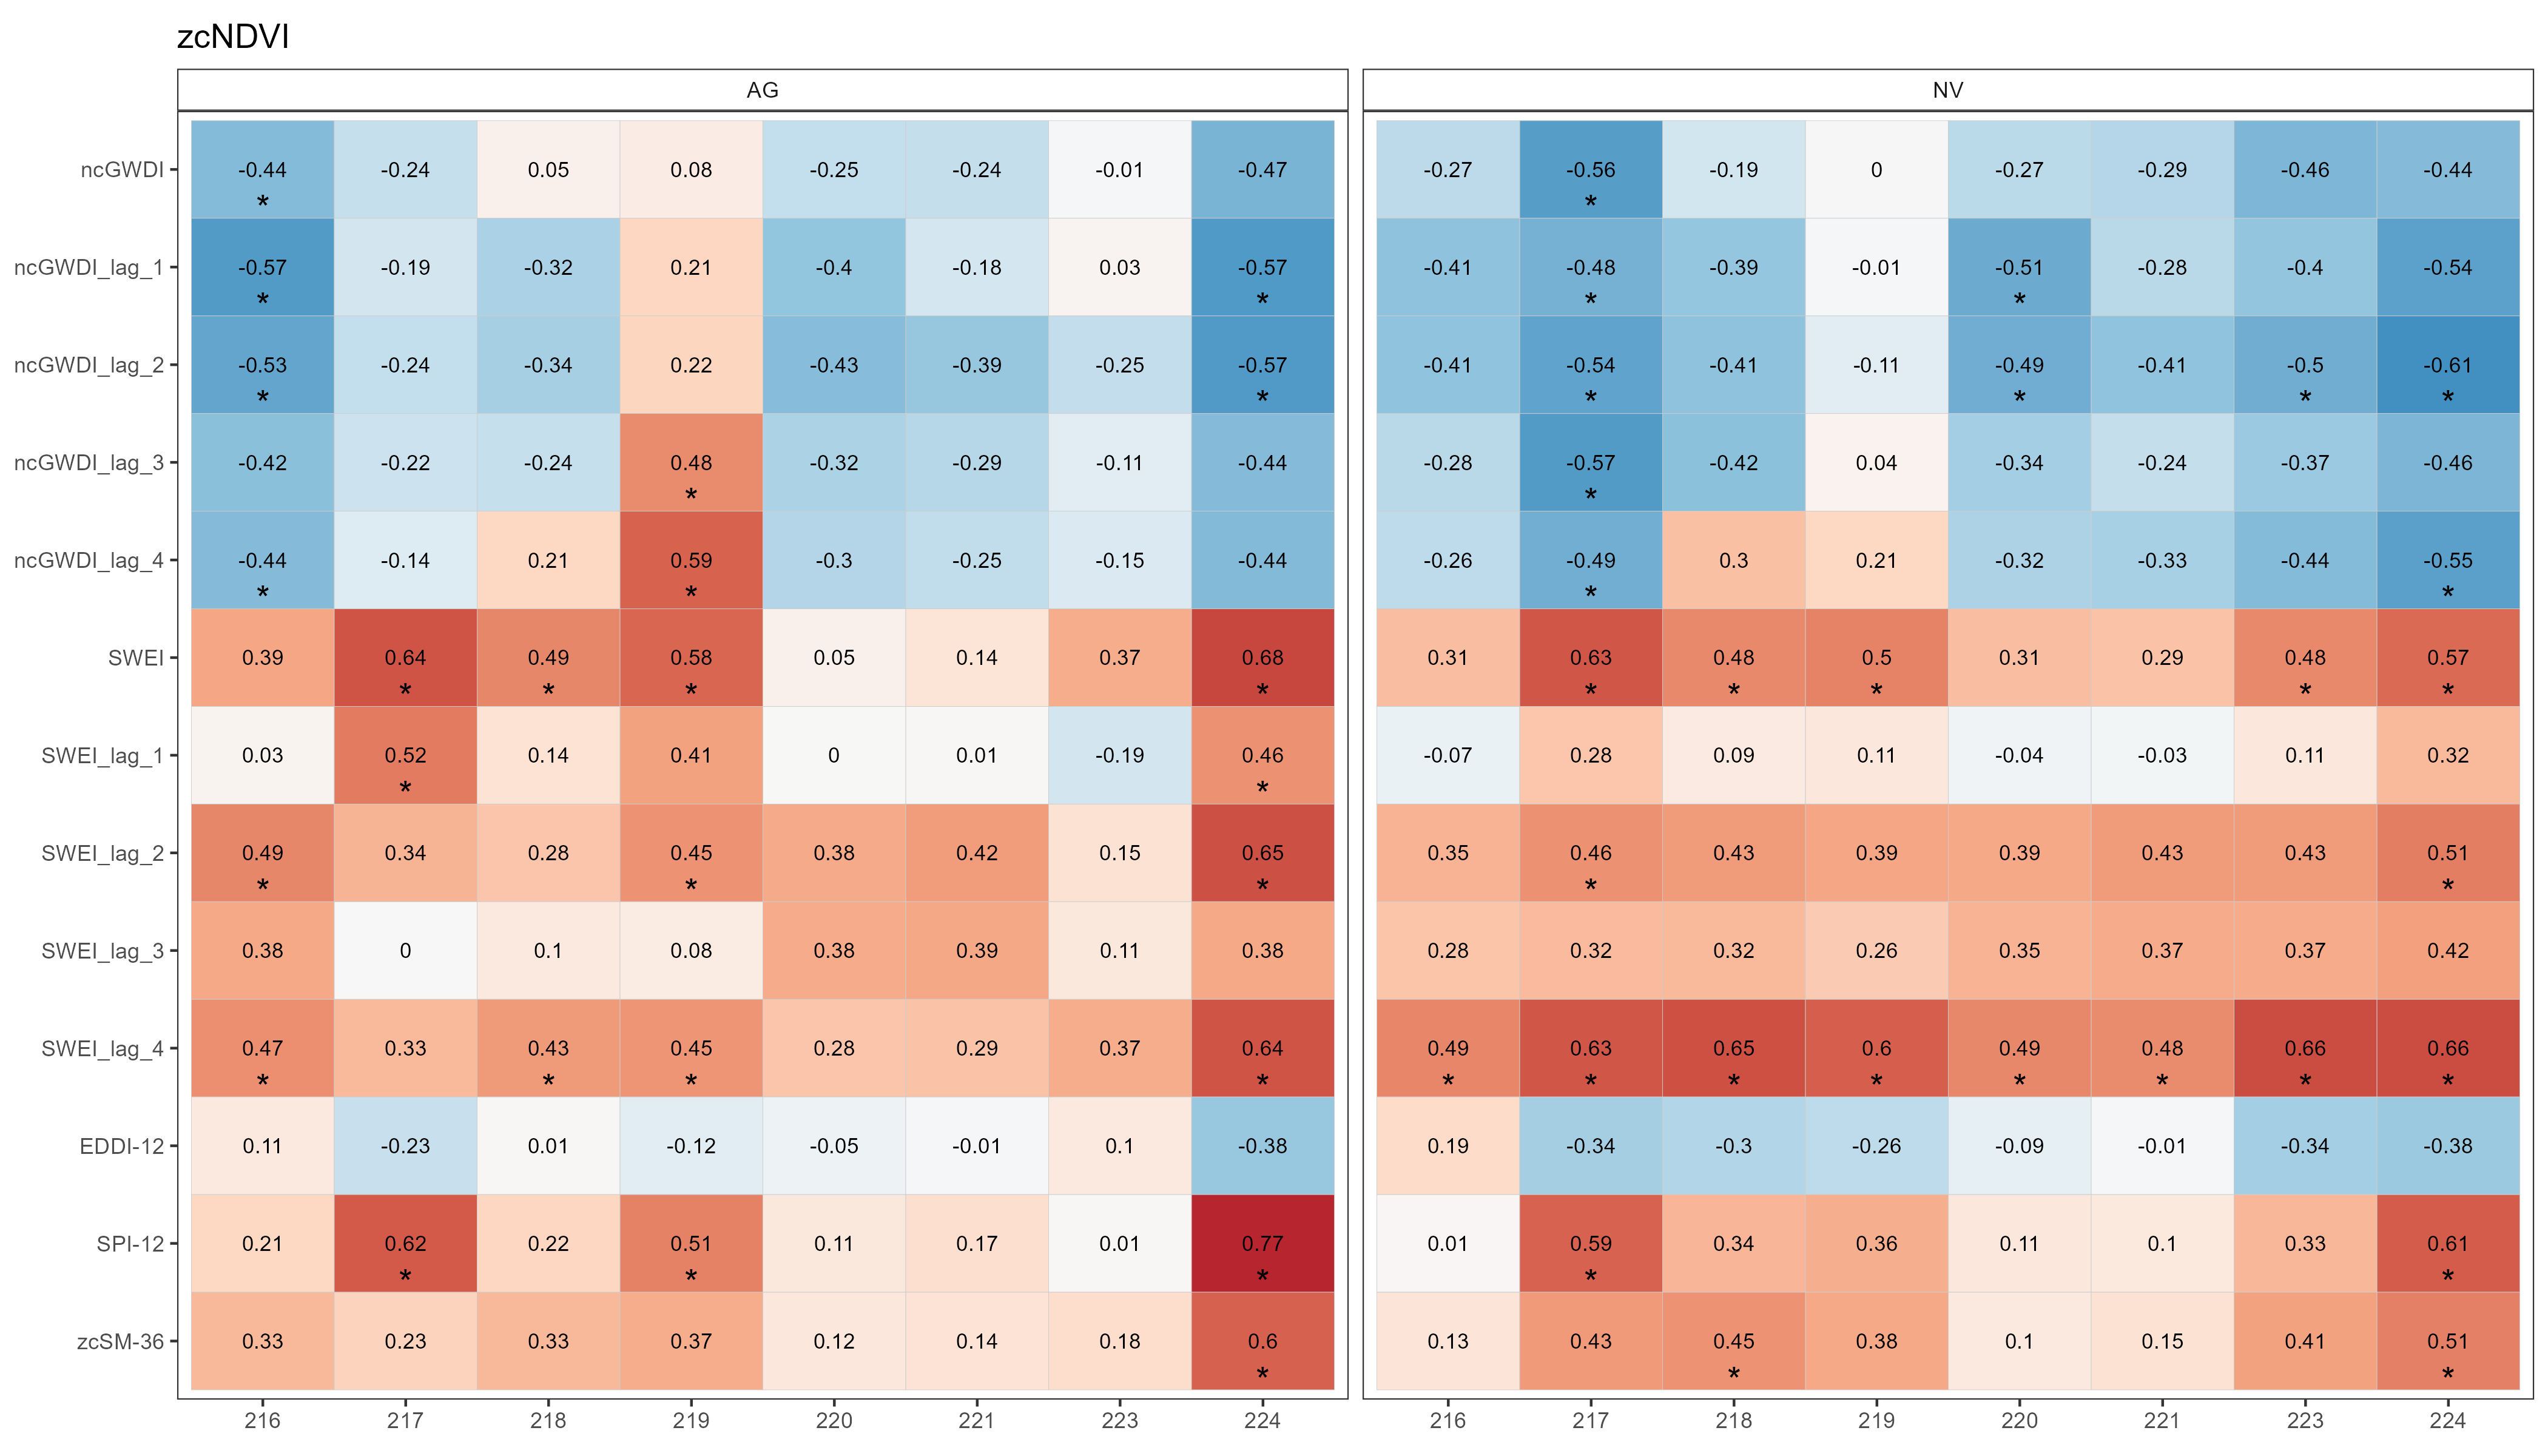 zcNDVI
AG NV
ncGWDI -0.44 -0.24 0.05 0.08 -0.25 -0.24 -0.01 -0.47 -0.27 -0.56 -0.19 0 -0.27 -0.29 -0.46 -0.44
* *
ncGWDI_lag_1 -0.57 -0.19 -0.32 0.21 -0.4 -0.18 0.03 -0.57 -0.41 -0.48 -0.39 -0.01 -0.51 -0.28 -0.4 -0.54
* * * *
ncGWDI_lag_2 -0.53 -0.24 -0.34 0.22 -0.43 -0.39 -0.25 -0.57 -0.41 -0.54 -0.41 -0.11 -0.49 -0.41 -0.5 -0.61
* * * * * *
ncGWDI_lag_3 -0.42 -0.22 -0.24 0.48 -0.32 -0.29 -0.11 -0.44 -0.28 -0.57 -0.42 0.04 -0.34 -0.24 -0.37 -0.46
* *
ncGWDI_lag_4 -0.44 -0.14 0.21 0.59 -0.3 -0.25 -0.15 -0.44 -0.26 -0.49 0.3 0.21 -0.32 -0.33 -0.44 -0.55
* * * *
SWEI 0.39 0.64 0.49 0.58 0.05 0.14 0.37 0.68 0.31 0.63 0.48 0.5 0.31 0.29 0.48 0.57
* * * * * * * * *
SWEI_lag_1 0.03 0.52 0.14 0.41 0 0.01 -0.19 0.46 -0.07 0.28 0.09 0.11 -0.04 -0.03 0.11 0.32
* *
SWEI_lag_2 0.49 0.34 0.28 0.45 0.38 0.42 0.15 0.65 0.35 0.46 0.43 0.39 0.39 0.43 0.43 0.51
* * * * *
SWEI_lag_3 0.38 0 0.1 0.08 0.38 0.39 0.11 0.38 0.28 0.32 0.32 0.26 0.35 0.37 0.37 0.42
SWEI_lag_4 0.47 0.33 0.43 0.45 0.28 0.29 0.37 0.64 0.49 0.63 0.65 0.6 0.49 0.48 0.66 0.66
* * * * * * * * * * * *
EDDI-12 0.11 -0.23 0.01 -0.12 -0.05 -0.01 0.1 -0.38 0.19 -0.34 -0.3 -0.26 -0.09 -0.01 -0.34 -0.38
SPI-12 0.21 0.62 0.22 0.51 0.11 0.17 0.01 0.77 0.01 0.59 0.34 0.36 0.11 0.1 0.33 0.61
* * * * *
zcSM-36 0.33 0.23 0.33 0.37 0.12 0.14 0.18 0.6 0.13 0.43 0.45 0.38 0.1 0.15 0.41 0.51
* * *
216 217 218 219 220 221 223 224 216 217 218 219 220 221 223 224